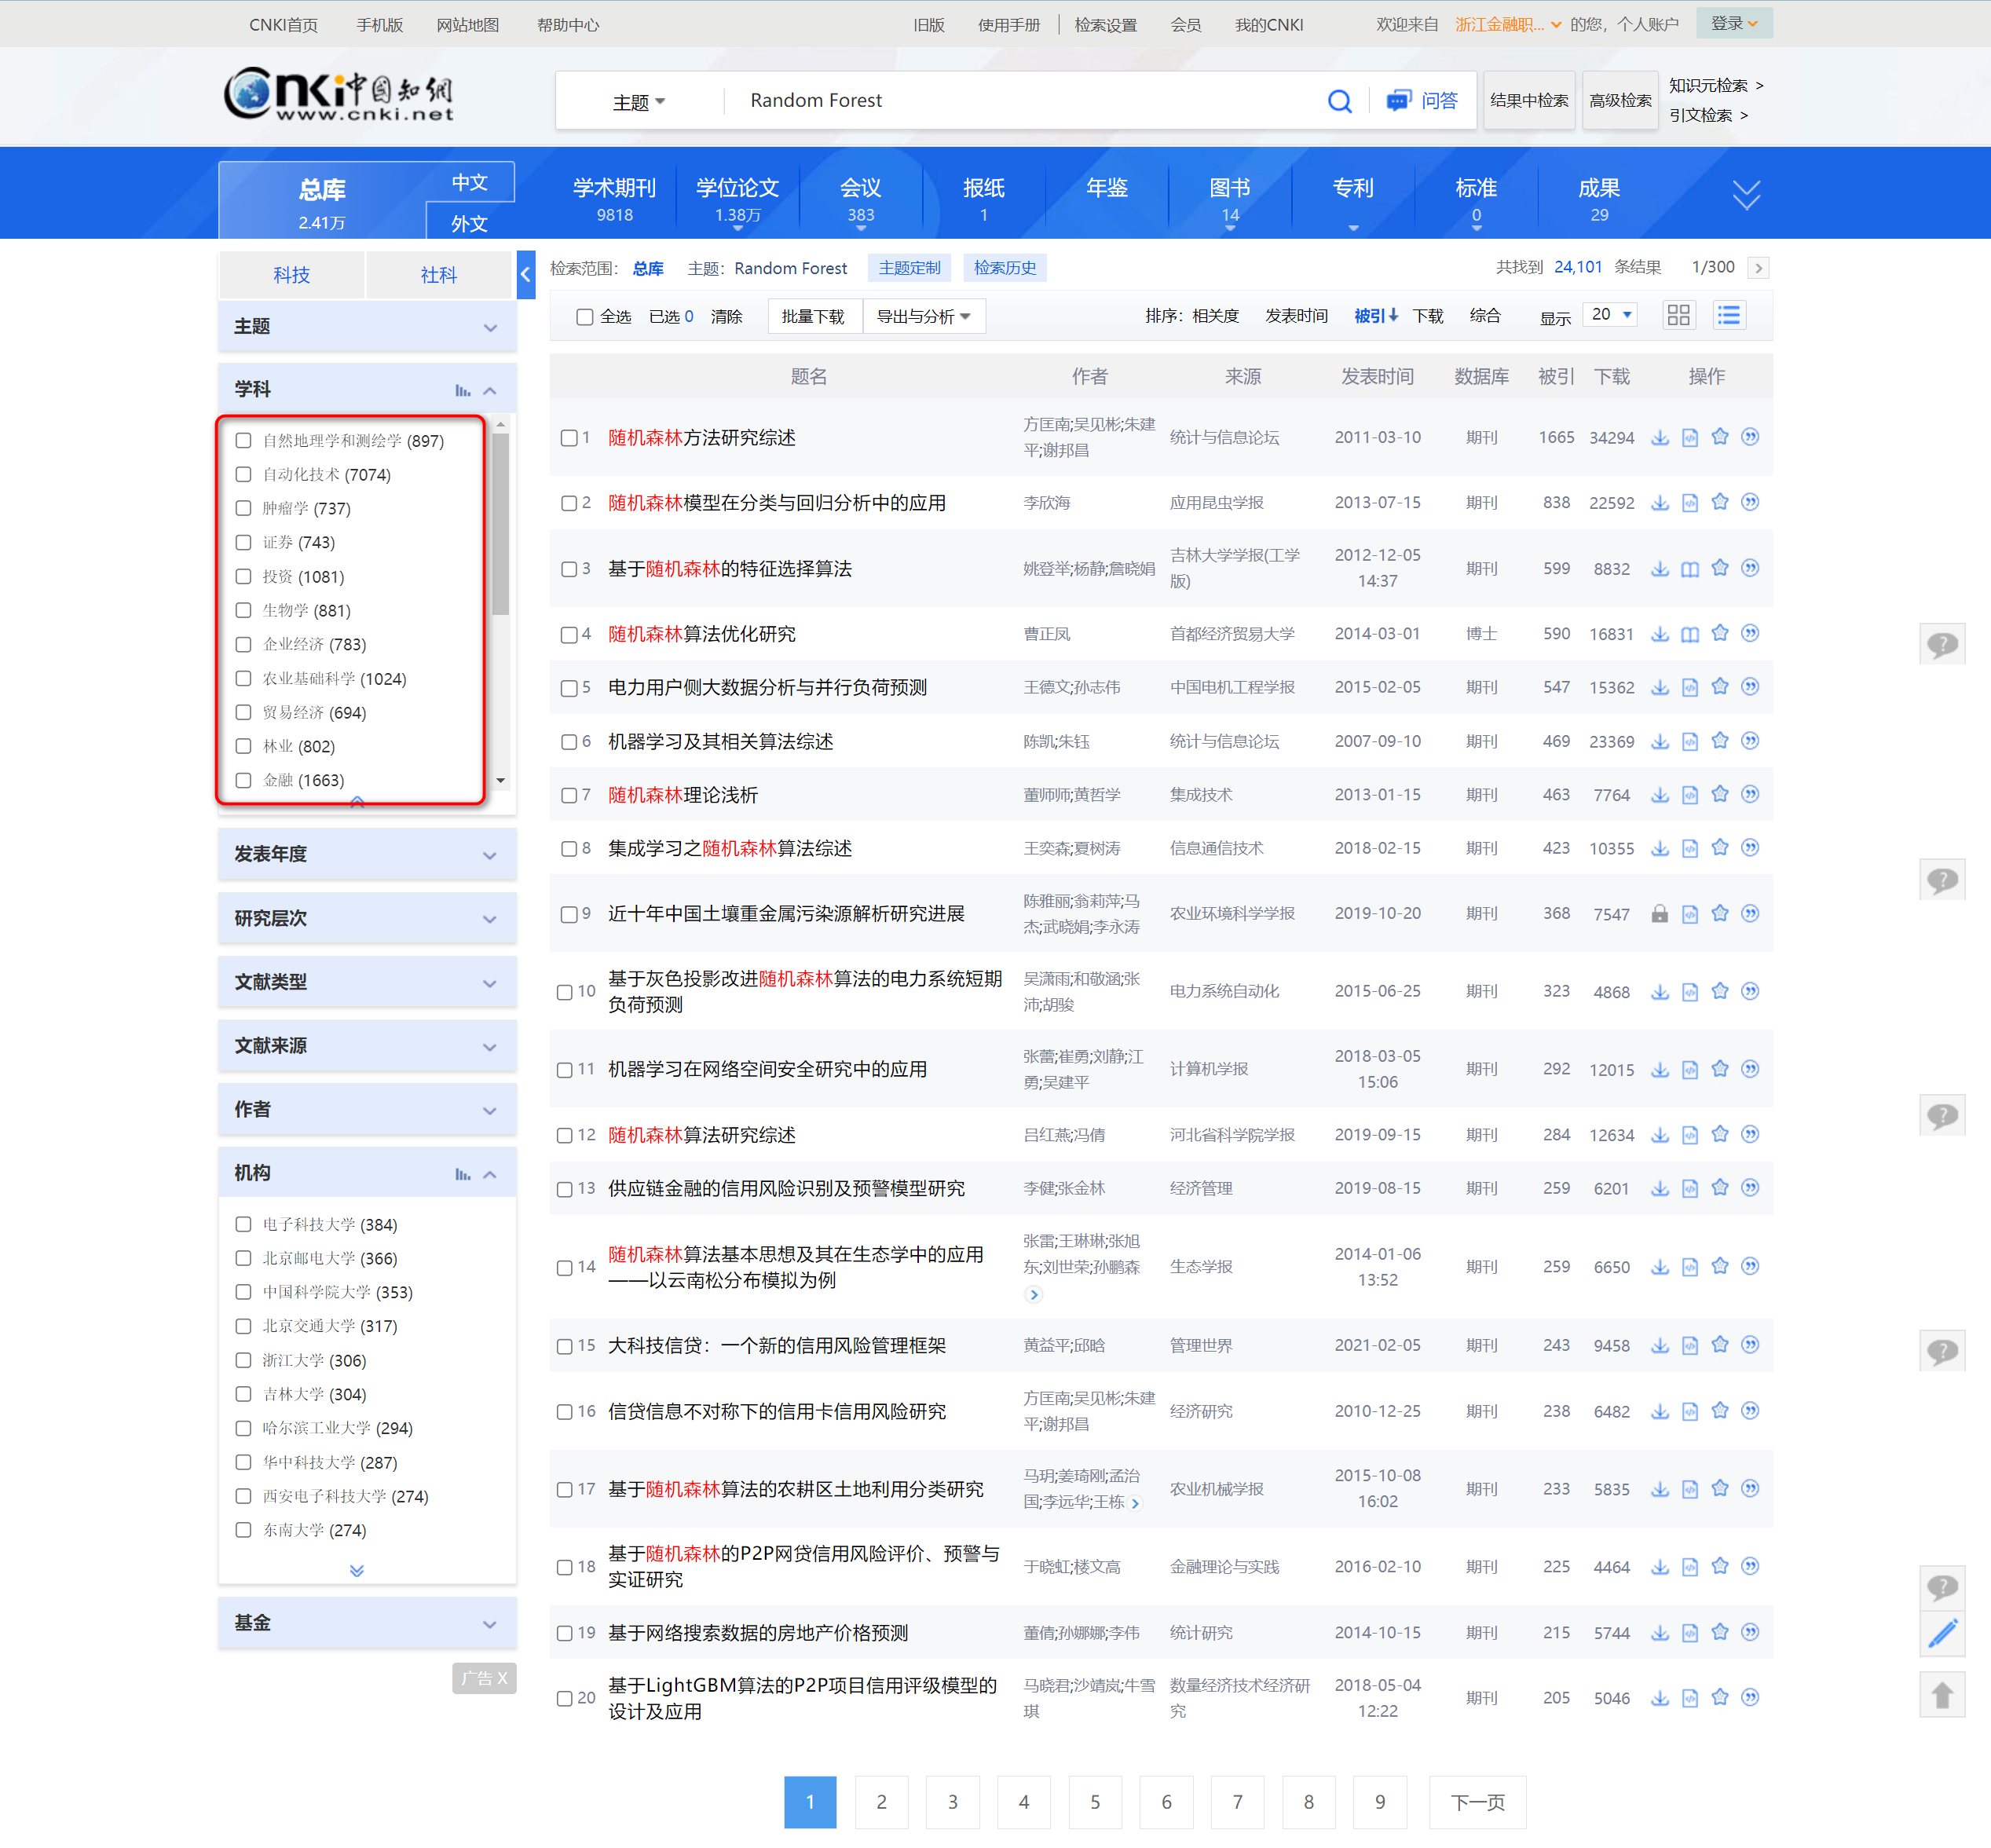 CNKI首页 手机版 网站地图 帮助中心 旧版 使用手册 检索设置 会员 我的CNKI 欢迎来自 浙江金融职... 的您，个人账户 登录
Cnki中国知网
www.cnki.net
主题 Random Forest 问答 结果中检索 高级检索
知识元检索 >
引文检索 >
总库 2.41万 中文 外文
学术期刊 9818
学位论文 1.38万
会议 383
报纸 1
年鉴
图书 14
专利
标准 0
成果 29
科技 社科
检索范围： 总库 主题：Random Forest 主题定制 检索历史 共找到 24,101 条结果 1/300 >
全选 已选 0 清除 批量下载 导出与分析 排序：相关度 发表时间 被引 下载 综合 显示 20
主题
学科
自然地理学和测绘学 (897)
自动化技术 (7074)
肿瘤学 (737)
证券 (743)
投资 (1081)
生物学 (881)
企业经济 (783)
农业基础科学 (1024)
贸易经济 (694)
林业 (802)
金融 (1663)
发表年度
研究层次
文献类型
文献来源
作者
机构
电子科技大学 (384)
北京邮电大学 (366)
中国科学院大学 (353)
北京交通大学 (317)
浙江大学 (306)
吉林大学 (304)
哈尔滨工业大学 (294)
华中科技大学 (287)
西安电子科技大学 (274)
东南大学 (274)
基金
广告 X
题名 作者 来源 发表时间 数据库 被引 下载 操作
1 随机森林方法研究综述 方匡南;吴见彬;朱建平;谢邦昌 统计与信息论坛 2011-03-10 期刊 1665 34294
2 随机森林模型在分类与回归分析中的应用 李欣海 应用昆虫学报 2013-07-15 期刊 838 22592
3 基于随机森林的特征选择算法 姚登举;杨静;詹晓娟 吉林大学学报(工学版) 2012-12-05 14:37 期刊 599 8832
4 随机森林算法优化研究 曹正凤 首都经济贸易大学 2014-03-01 博士 590 16831
5 电力用户侧大数据分析与并行负荷预测 王德文;孙志伟 中国电机工程学报 2015-02-05 期刊 547 15362
6 机器学习及其相关算法综述 陈凯;朱钰 统计与信息论坛 2007-09-10 期刊 469 23369
7 随机森林理论浅析 董师师;黄哲学 集成技术 2013-01-15 期刊 463 7764
8 集成学习之随机森林算法综述 王奕森;夏树涛 信息通信技术 2018-02-15 期刊 423 10355
9 近十年中国土壤重金属污染源解析研究进展 陈雅丽;翁莉萍;马杰;武晓娟;李永涛 农业环境科学学报 2019-10-20 期刊 368 7547
10 基于灰色投影改进随机森林算法的电力系统短期负荷预测 吴潇雨;和敬涵;张沛;胡骏 电力系统自动化 2015-06-25 期刊 323 4868
11 机器学习在网络空间安全研究中的应用 张蕾;崔勇;刘静;江勇;吴建平 计算机学报 2018-03-05 15:06 期刊 292 12015
12 随机森林算法研究综述 吕红燕;冯倩 河北省科学院学报 2019-09-15 期刊 284 12634
13 供应链金融的信用风险识别及预警模型研究 李健;张金林 经济管理 2019-08-15 期刊 259 6201
14 随机森林算法基本思想及其在生态学中的应用——以云南松分布模拟为例 张雷;王琳琳;张旭东;刘世荣;孙鹏森 生态学报 2014-01-06 13:52 期刊 259 6650
15 大科技信贷：一个新的信用风险管理框架 黄益平;邱晗 管理世界 2021-02-05 期刊 243 9458
16 信贷信息不对称下的信用卡信用风险研究 方匡南;吴见彬;朱建平;谢邦昌 经济研究 2010-12-25 期刊 238 6482
17 基于随机森林算法的农耕区土地利用分类研究 马玥;姜琦刚;孟治国;李远华;王栋 农业机械学报 2015-10-08 16:02 期刊 233 5835
18 基于随机森林的P2P网贷信用风险评价、预警与实证研究 于晓虹;楼文高 金融理论与实践 2016-02-10 期刊 225 4464
19 基于网络搜索数据的房地产价格预测 董倩;孙娜娜;李伟 统计研究 2014-10-15 期刊 215 5744
20 基于LightGBM算法的P2P项目信用评级模型的设计及应用 马晓君;沙靖岚;牛雪琪 数量经济技术经济研究 2018-05-04 12:22 期刊 205 5046
1 2 3 4 5 6 7 8 9 下一页